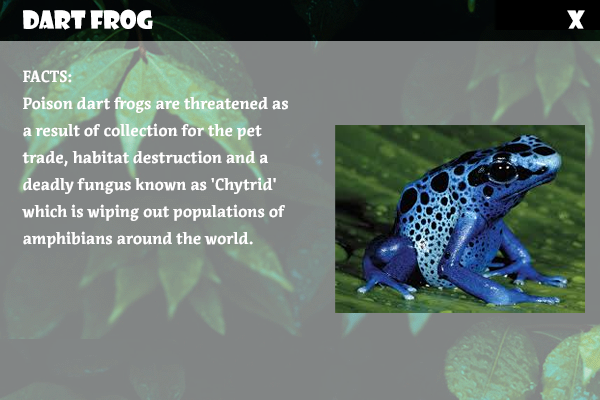 DART FROG
X
FACTS:
Poison dart frogs are threatened as
a result of collection for the pet
trade, habitat destruction and a
deadly fungus known as 'Chytrid'
which is wiping out populations of
amphibians around the world.